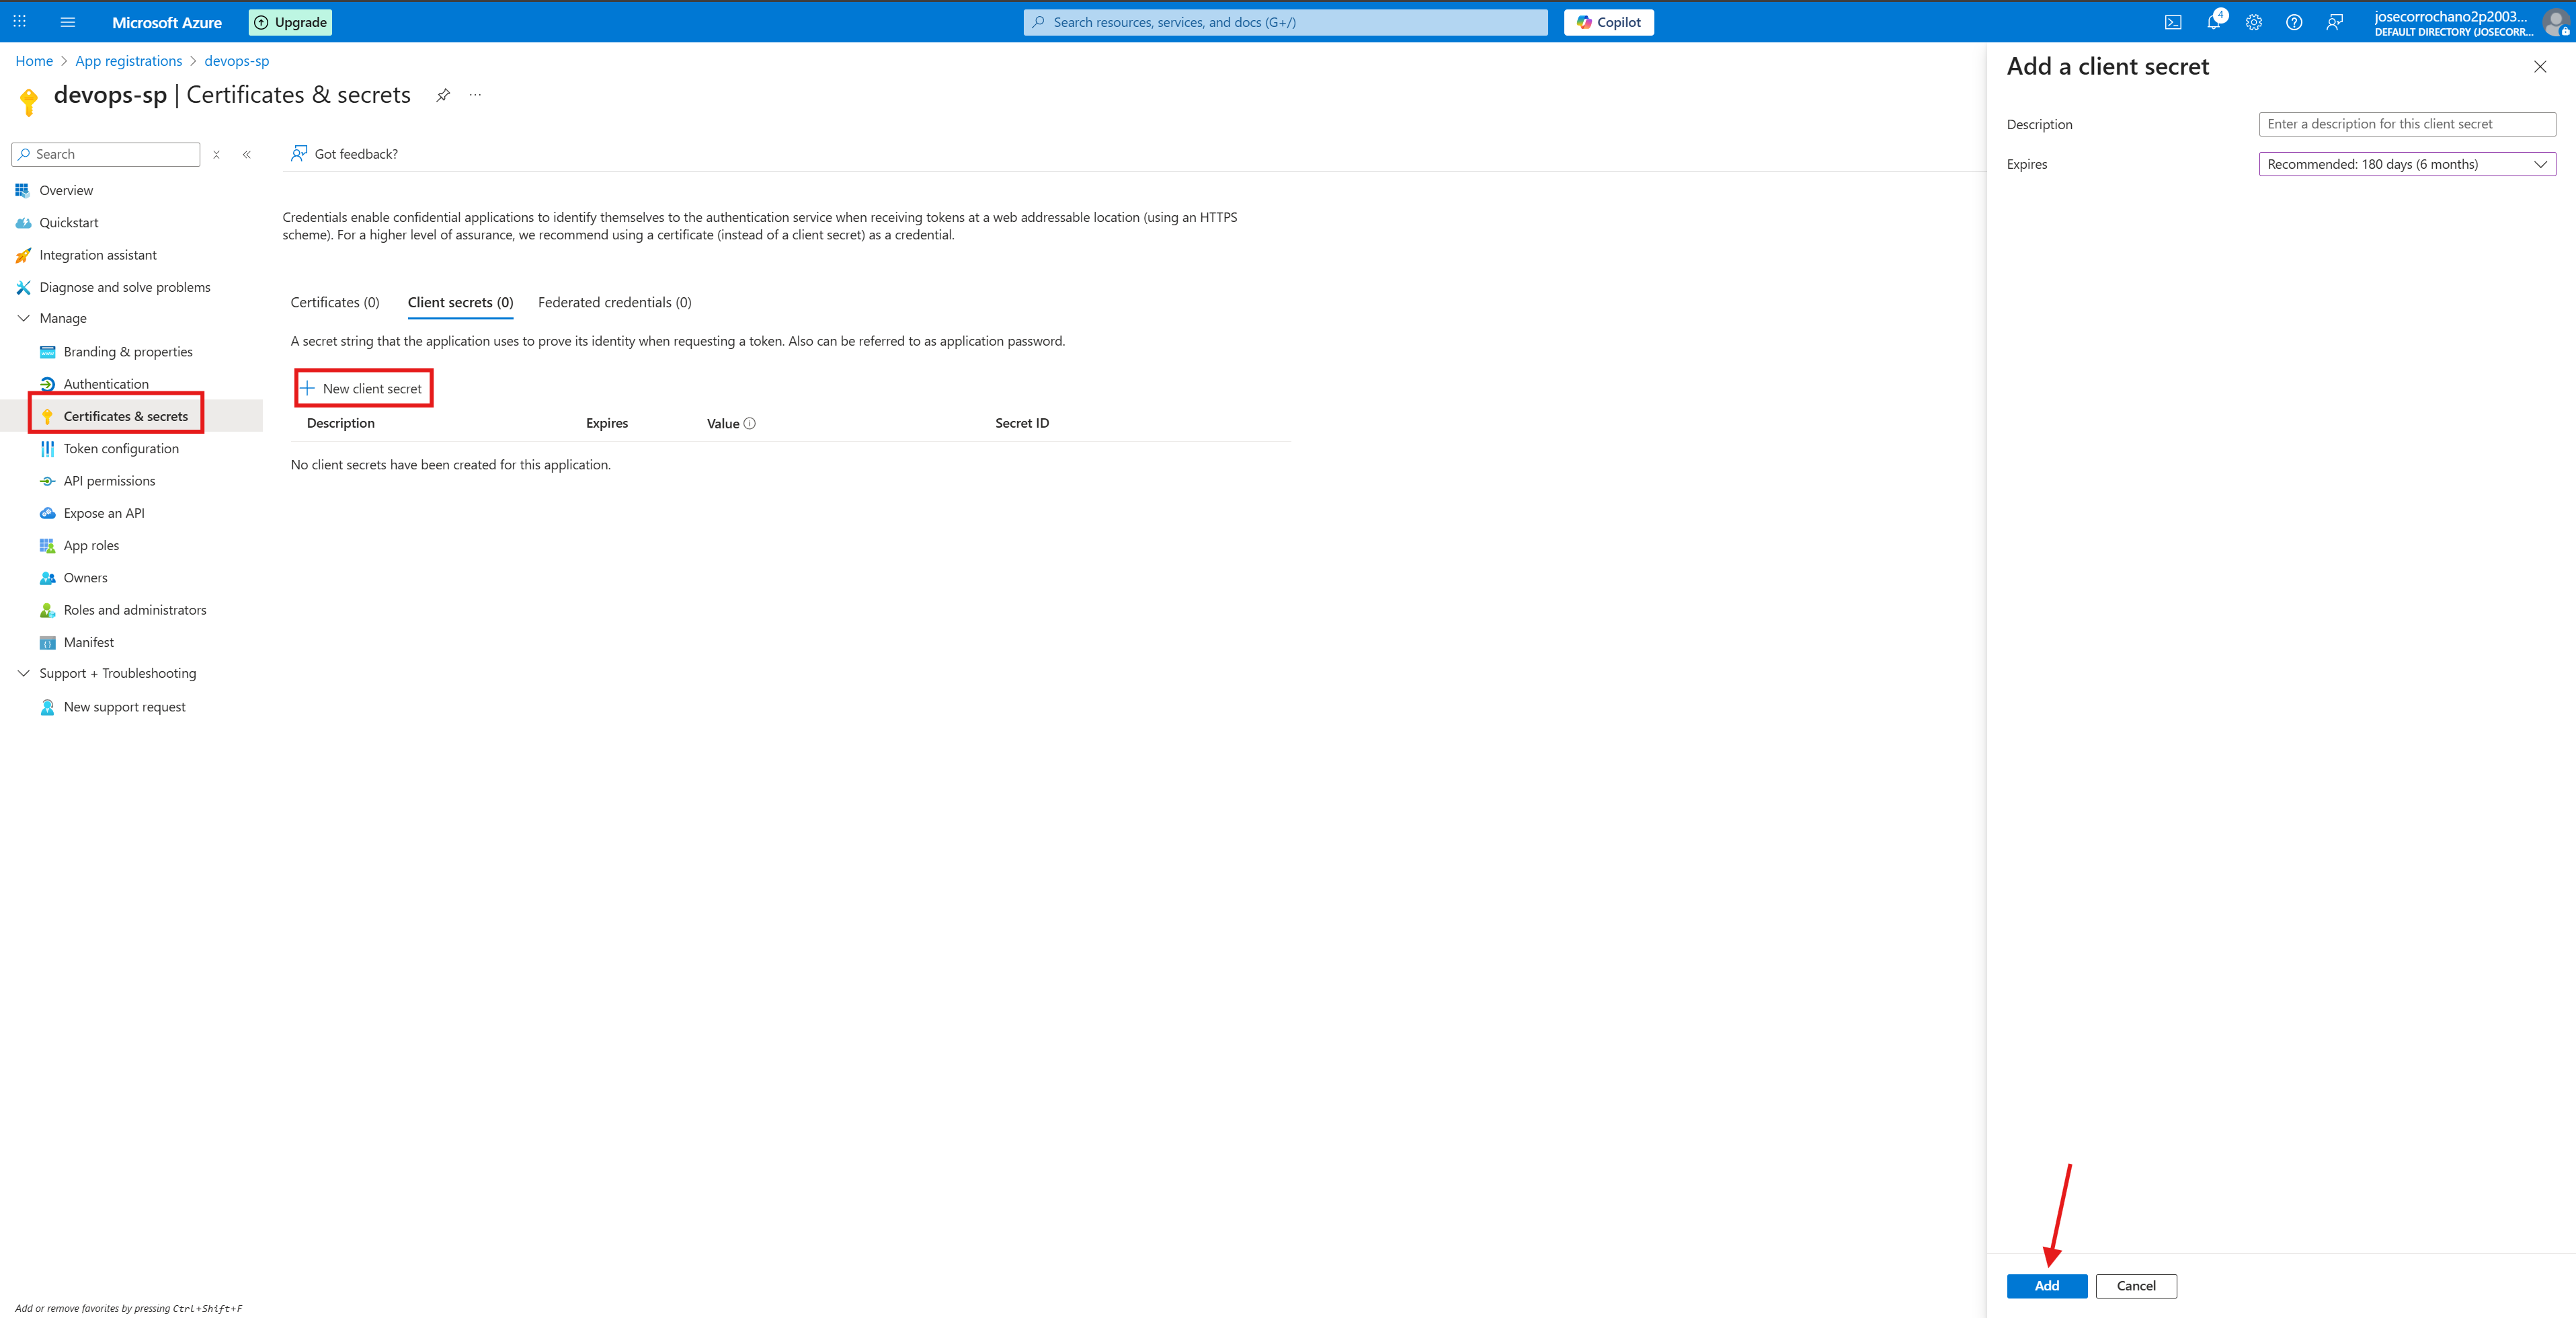 Microsoft Azure
Upgrade
Search resources, services, and docs (G+/)
Copilot
4
josecorrochano2p2003...
DEFAULT DIRECTORY (JOSECORR...
Home > App registrations > devops-sp
devops-sp | Certificates & secrets
...
Search
Overview
Quickstart
Integration assistant
Diagnose and solve problems
Manage
Branding & properties
Authentication
Certificates & secrets
Token configuration
API permissions
Expose an API
App roles
Owners
Roles and administrators
Manifest
Support + Troubleshooting
New support request
Add or remove favorites by pressing Ctrl+Shift+F
Got feedback?
Credentials enable confidential applications to identify themselves to the authentication service when receiving tokens at a web addressable location (using an HTTPS
scheme). For a higher level of assurance, we recommend using a certificate (instead of a client secret) as a credential.
Certificates (0) Client secrets (0) Federated credentials (0)
A secret string that the application uses to prove its identity when requesting a token. Also can be referred to as application password.
New client secret
Description Expires Value Secret ID
No client secrets have been created for this application.
Add a client secret
Description Enter a description for this client secret
Expires Recommended: 180 days (6 months)
Add Cancel